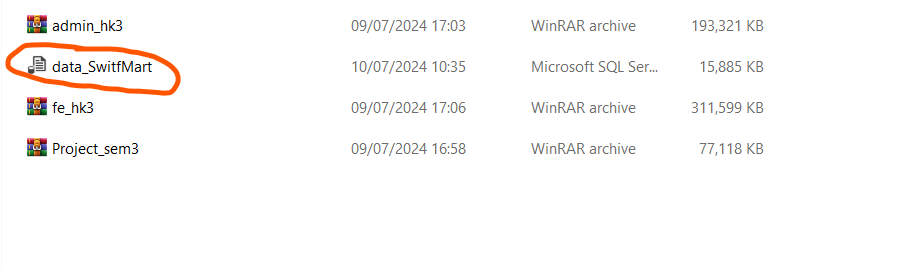 admin_hk3 09/07/2024 17:03 WinRAR archive 193,321 KB
data_SwitfMart 10/07/2024 10:35 Microsoft SQL Ser... 15,885 KB
fe_hk3 09/07/2024 17:06 WinRAR archive 311,599 KB
Project_sem3 09/07/2024 16:58 WinRAR archive 77,118 KB